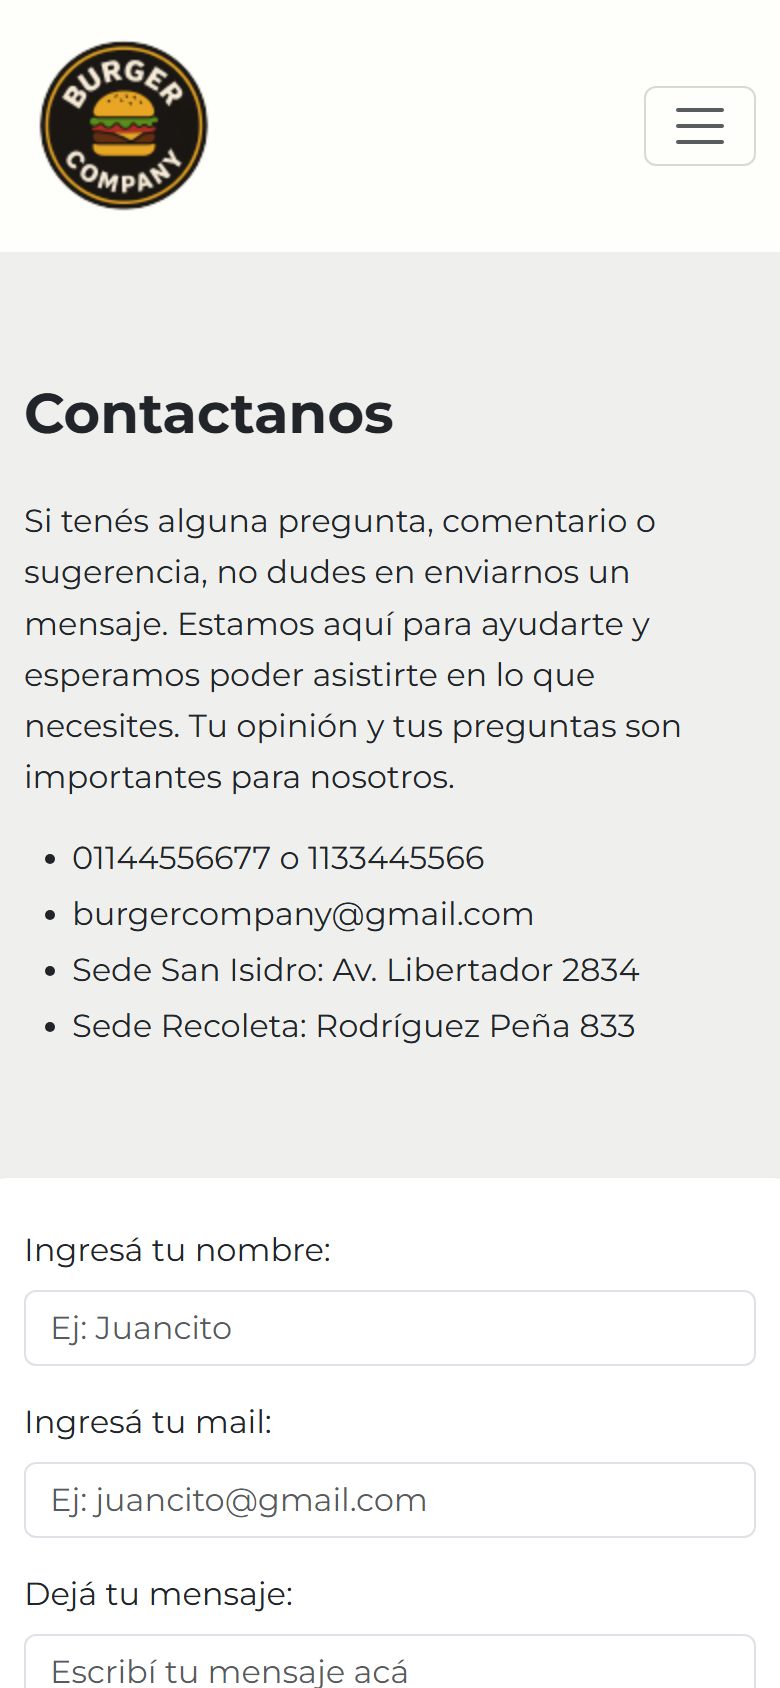 BURGER
COMPANY
Contactanos
Si tenés alguna pregunta, comentario o
sugerencia, no dudes en enviarnos un
mensaje. Estamos aquí para ayudarte y
esperamos poder asistirte en lo que
necesites. Tu opinión y tus preguntas son
importantes para nosotros.
• 01144556677 o 1133445566
• burgercompany@gmail.com
• Sede San Isidro: Av. Libertador 2834
• Sede Recoleta: Rodríguez Peña 833
Ingresá tu nombre:
Ej: Juancito
Ingresá tu mail:
Ej: juancito@gmail.com
Dejá tu mensaje:
Escribí tu mensaje acá